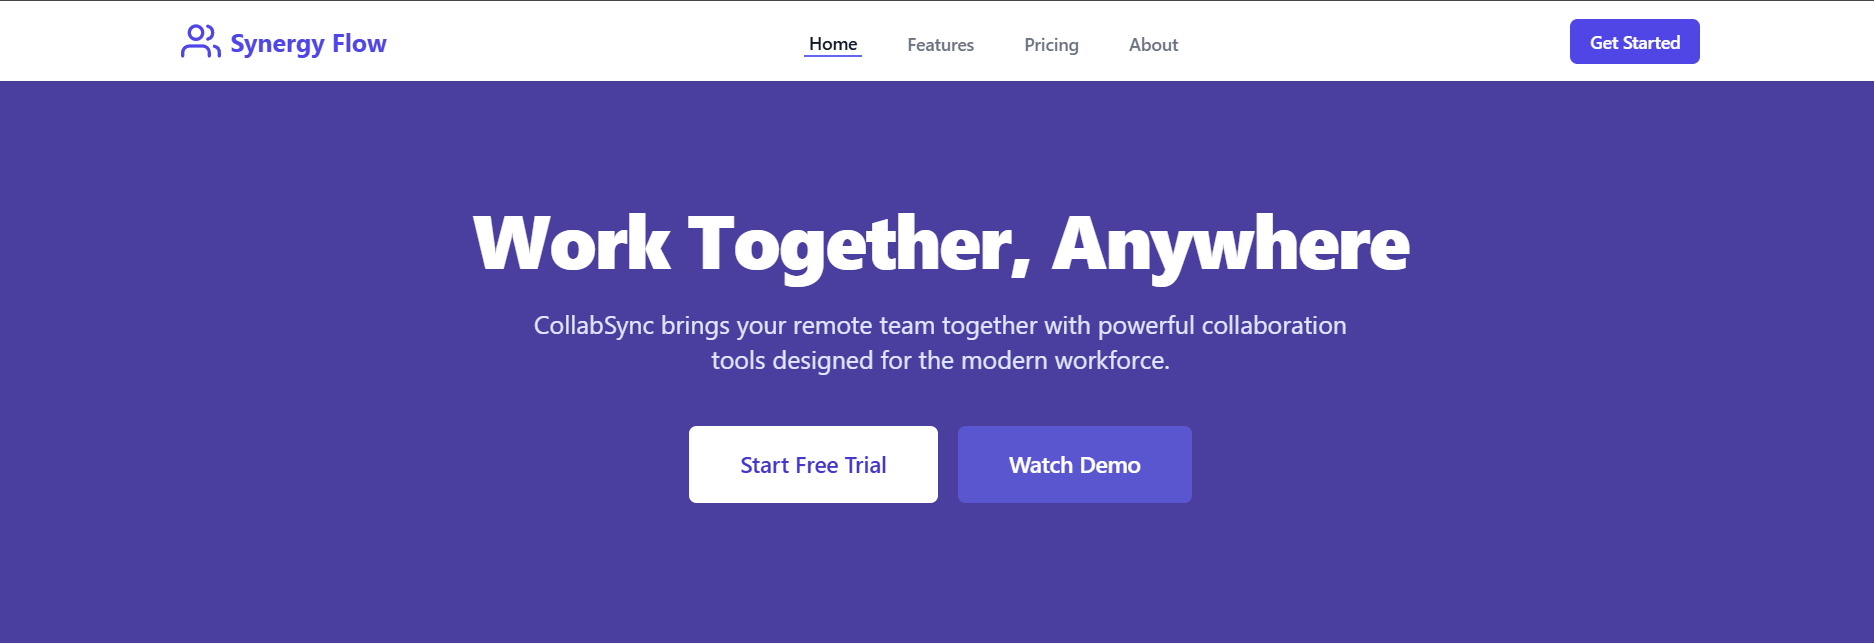 Synergy Flow
Home
Features
Pricing
About
Get Started
Work Together, Anywhere
CollabSync brings your remote team together with powerful collaboration
tools designed for the modern workforce.
Start Free Trial
Watch Demo